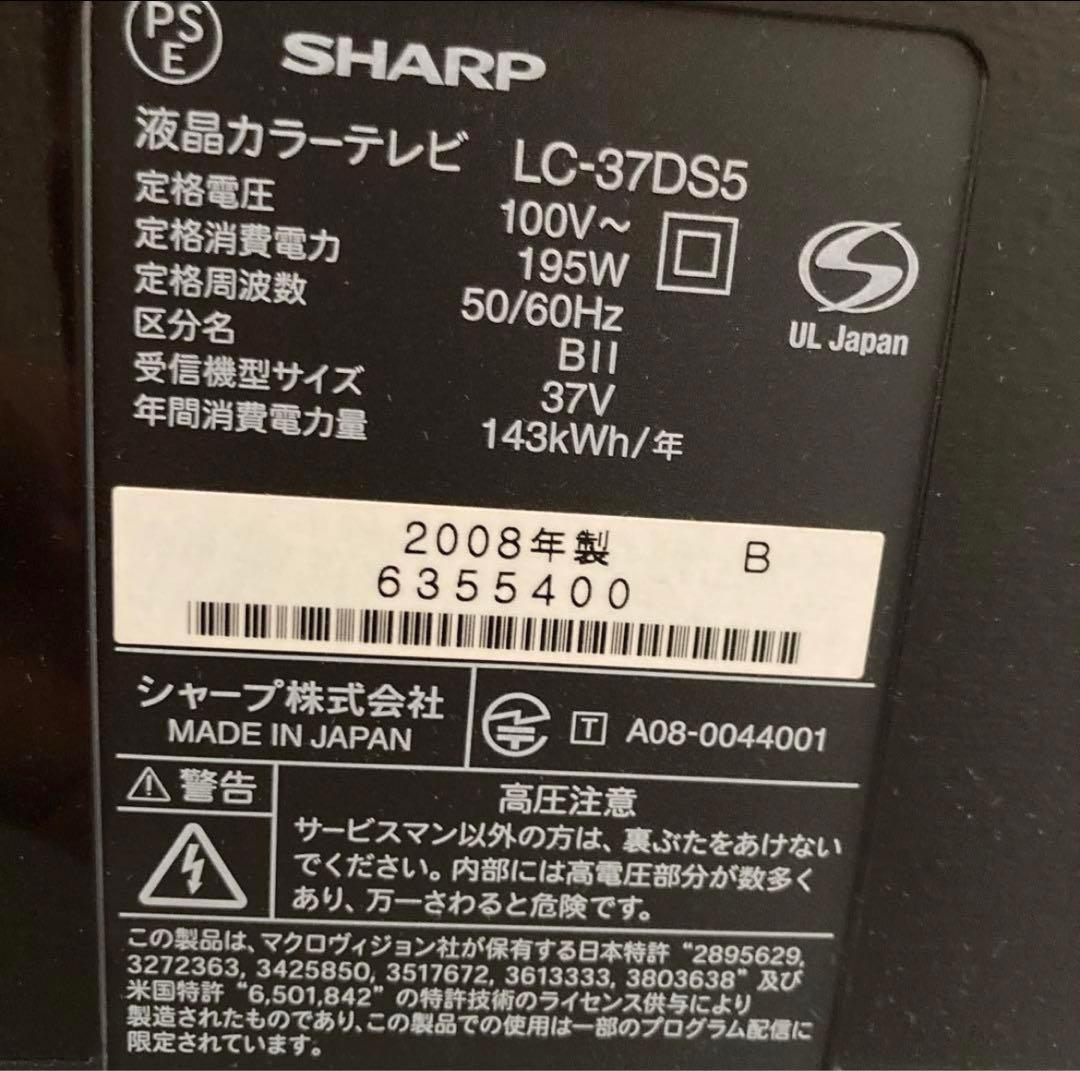 PS
E
SHARP
液晶カラーテレビ LC-37DS5
定格電圧 100V～
定格消費電力 195W
定格周波数 50/60Hz
区分名 BII
受信機型サイズ 37V
年間消費電力量 143kWh/年
UL Japan
2008年製 B
6355400
シャープ株式会社
MADE IN JAPAN
T A08-0044001
警告
高圧注意
サービスマン以外の方は、裏ぶたをあけない
でください。内部には高電圧部分が数多く
あり、万一さわると危険です。
この製品は、マクロヴィジョン社が保有する日本特許 “2895629,
3272363, 3425850, 3517672, 3613333, 3803638” 及び
米国特許 “6,501,842” の特許技術のライセンス供与により
製造されたものであり、この製品での使用は一部のプログラム配信に
限定されています。